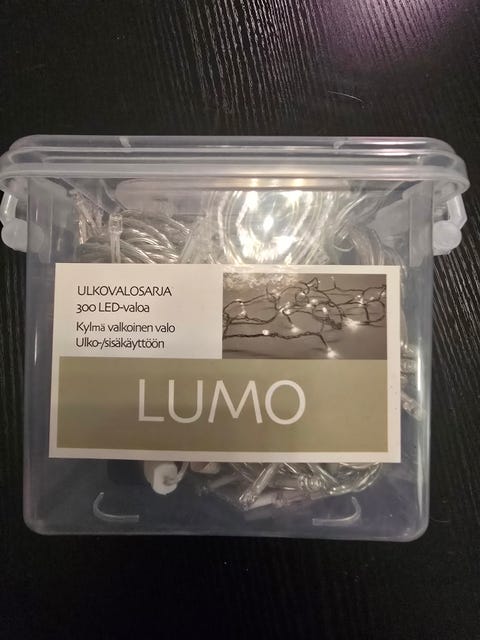 ULKOVALOSARJA
300 LED-valoa
Kylmä valkoinen valo
Ulko-/sisäkäyttöön
LUMO